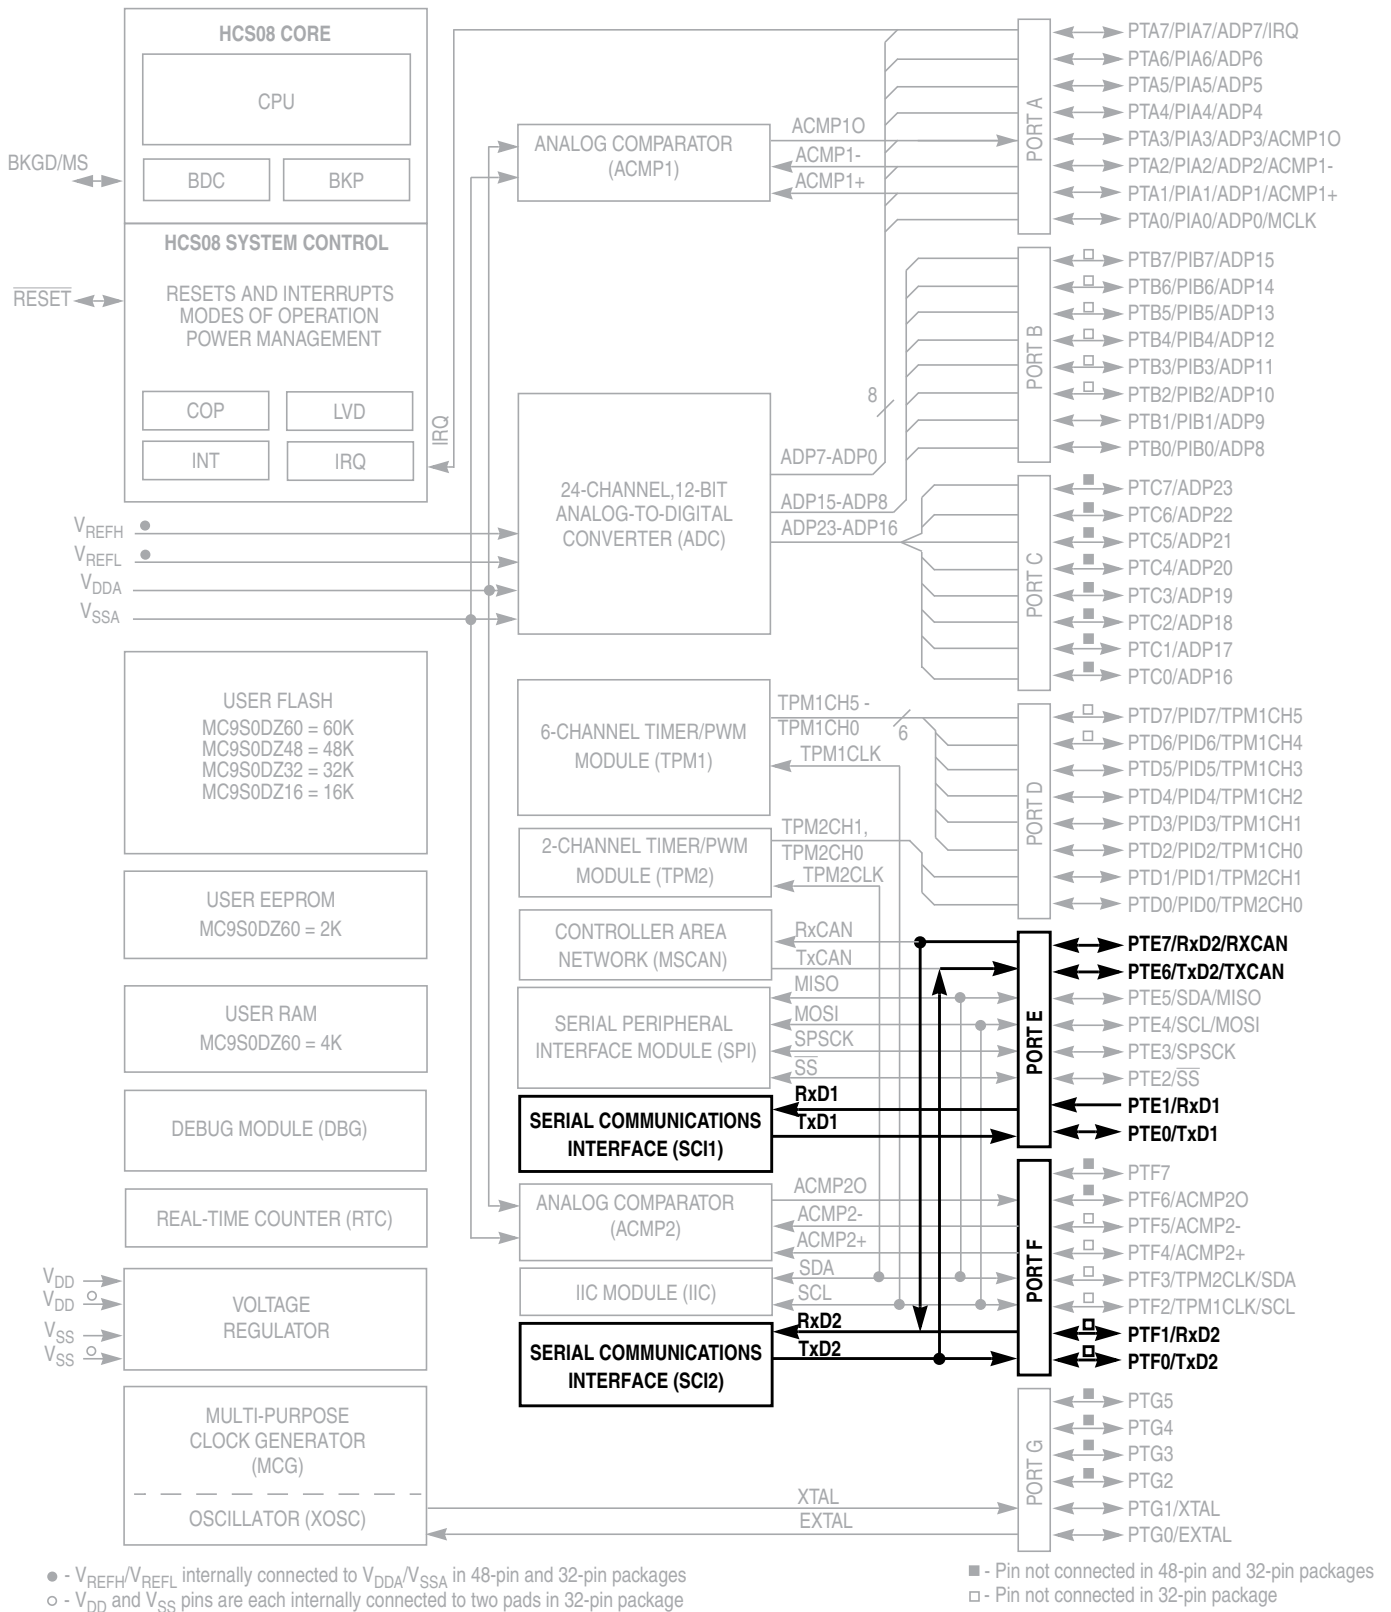 HCS08 CORE
CPU
BDC
BKP
BKGD/MS
HCS08 SYSTEM CONTROL
RESETS AND INTERRUPTS
MODES OF OPERATION
POWER MANAGEMENT
RESET
COP
LVD
INT
IRQ
IRQ
VREFH
VREFL
VDDA
VSSA
USER FLASH
MC9S0DZ60 = 60K
MC9S0DZ48 = 48K
MC9S0DZ32 = 32K
MC9S0DZ16 = 16K
USER EEPROM
MC9S0DZ60 = 2K
USER RAM
MC9S0DZ60 = 4K
DEBUG MODULE (DBG)
REAL-TIME COUNTER (RTC)
VDD
VDD
VSS
VSS
VOLTAGE
REGULATOR
MULTI-PURPOSE
CLOCK GENERATOR
(MCG)
OSCILLATOR (XOSC)
ANALOG COMPARATOR
(ACMP1)
ACMP1O
ACMP1-
ACMP1+
24-CHANNEL,12-BIT
ANALOG-TO-DIGITAL
CONVERTER (ADC)
8
ADP7-ADP0
ADP15-ADP8
ADP23-ADP16
6-CHANNEL TIMER/PWM
MODULE (TPM1)
TPM1CH5 -
TPM1CH0
6
TPM1CLK
2-CHANNEL TIMER/PWM
MODULE (TPM2)
TPM2CH1,
TPM2CH0
TPM2CLK
CONTROLLER AREA
NETWORK (MSCAN)
RxCAN
TxCAN
SERIAL PERIPHERAL
INTERFACE MODULE (SPI)
MISO
MOSI
SPSCK
SS
SERIAL COMMUNICATIONS
INTERFACE (SCI1)
RxD1
TxD1
ANALOG COMPARATOR
(ACMP2)
ACMP2O
ACMP2-
ACMP2+
IIC MODULE (IIC)
SDA
SCL
SERIAL COMMUNICATIONS
INTERFACE (SCI2)
RxD2
TxD2
XTAL
EXTAL
PORT A
PTA7/PIA7/ADP7/IRQ
PTA6/PIA6/ADP6
PTA5/PIA5/ADP5
PTA4/PIA4/ADP4
PTA3/PIA3/ADP3/ACMP1O
PTA2/PIA2/ADP2/ACMP1-
PTA1/PIA1/ADP1/ACMP1+
PTA0/PIA0/ADP0/MCLK
PORT B
PTB7/PIB7/ADP15
PTB6/PIB6/ADP14
PTB5/PIB5/ADP13
PTB4/PIB4/ADP12
PTB3/PIB3/ADP11
PTB2/PIB2/ADP10
PTB1/PIB1/ADP9
PTB0/PIB0/ADP8
PORT C
PTC7/ADP23
PTC6/ADP22
PTC5/ADP21
PTC4/ADP20
PTC3/ADP19
PTC2/ADP18
PTC1/ADP17
PTC0/ADP16
PORT D
PTD7/PID7/TPM1CH5
PTD6/PID6/TPM1CH4
PTD5/PID5/TPM1CH3
PTD4/PID4/TPM1CH2
PTD3/PID3/TPM1CH1
PTD2/PID2/TPM1CH0
PTD1/PID1/TPM2CH1
PTD0/PID0/TPM2CH0
PORT E
PTE7/RxD2/RXCAN
PTE6/TxD2/TXCAN
PTE5/SDA/MISO
PTE4/SCL/MOSI
PTE3/SPSCK
PTE2/SS
PTE1/RxD1
PTE0/TxD1
PORT F
PTF7
PTF6/ACMP2O
PTF5/ACMP2-
PTF4/ACMP2+
PTF3/TPM2CLK/SDA
PTF2/TPM1CLK/SCL
PTF1/RxD2
PTF0/TxD2
PORT G
PTG5
PTG4
PTG3
PTG2
PTG1/XTAL
PTG0/EXTAL
● - VREFH/VREFL internally connected to VDDA/VSSA in 48-pin and 32-pin packages
○ - VDD and VSS pins are each internally connected to two pads in 32-pin package
■ - Pin not connected in 48-pin and 32-pin packages
□ - Pin not connected in 32-pin package